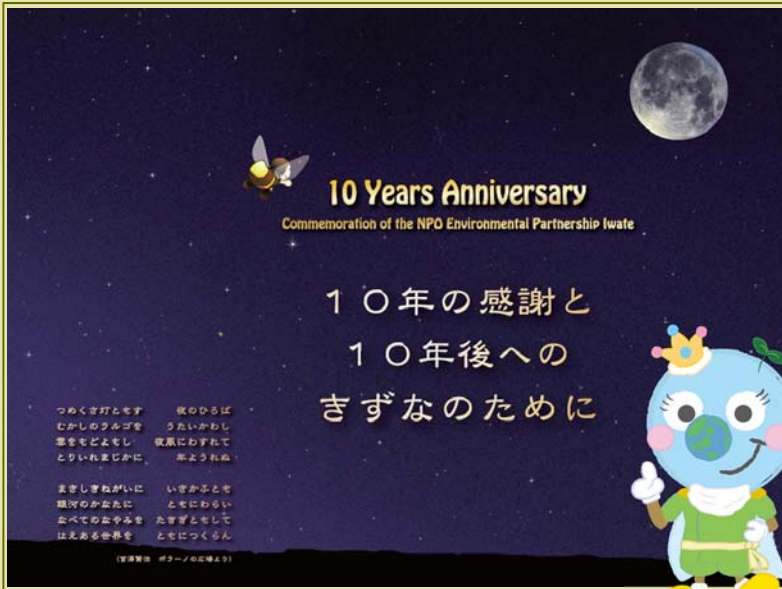 10 Years Anniversary
Commemoration of the NPO Environmental Partnership Iwate
１０年の感謝と
１０年後への
きずなのために
つめくさ灯ともす　　夜のひろば
むかしのラルゴを　　うたいかわし
雲をもどよもし　　夜風にわすれて
とりいれまじかに　　年ようれぬ
まさしきねがいに　　いさかうとも
銀河のかなたに　　ともにわらい
なべてのなやみを　　たきぎともして
はえある世界を　　ともにつくらん
(宮澤賢治　ポラーノの広場より)